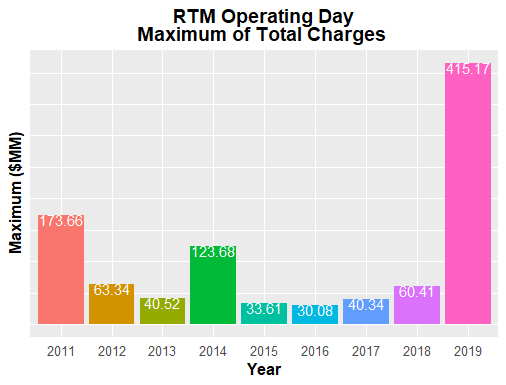 RTM Operating Day
Maximum of Total Charges
Maximum ($MM)
173.66
63.34
40.52
123.68
33.61
30.08
40.34
60.41
415.17
2011 2012 2013 2014 2015 2016 2017 2018 2019
Year